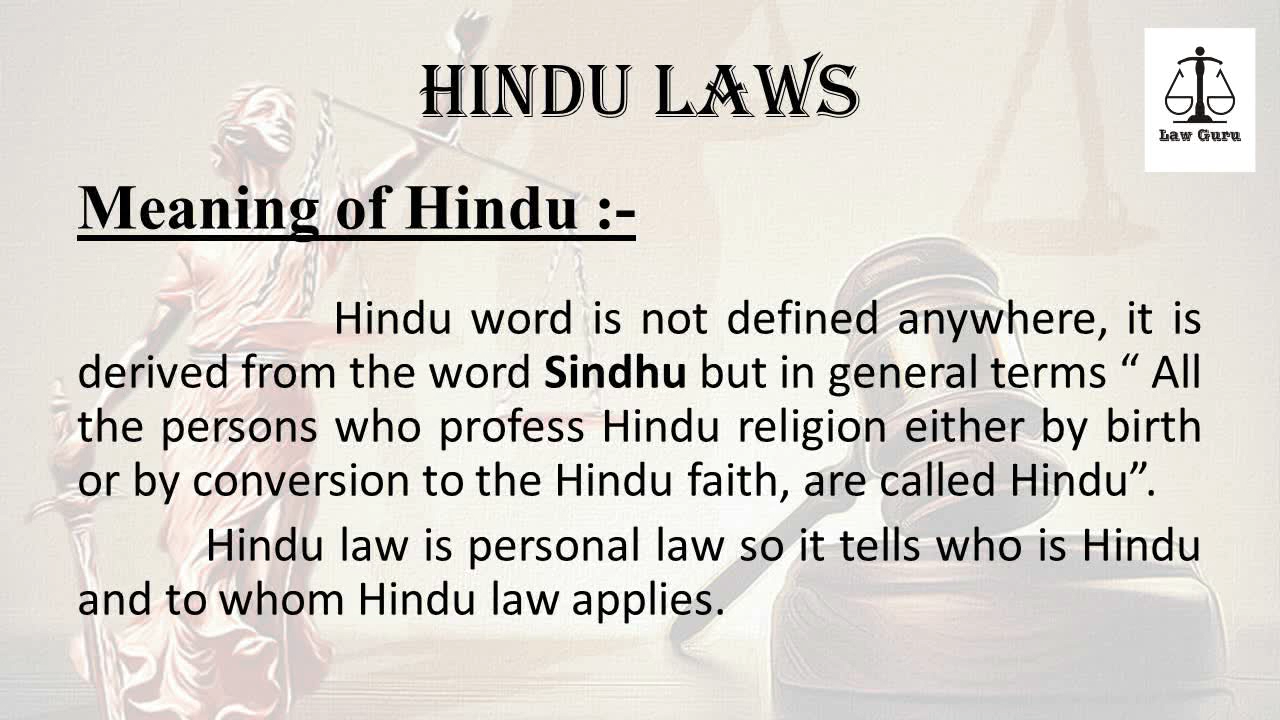 HINDU LAWS
Law Guru
Meaning of Hindu :-
Hindu word is not defined anywhere, it is
derived from the word Sindhu but in general terms “ All
the persons who profess Hindu religion either by birth
or by conversion to the Hindu faith, are called Hindu”.
Hindu law is personal law so it tells who is Hindu
and to whom Hindu law applies.